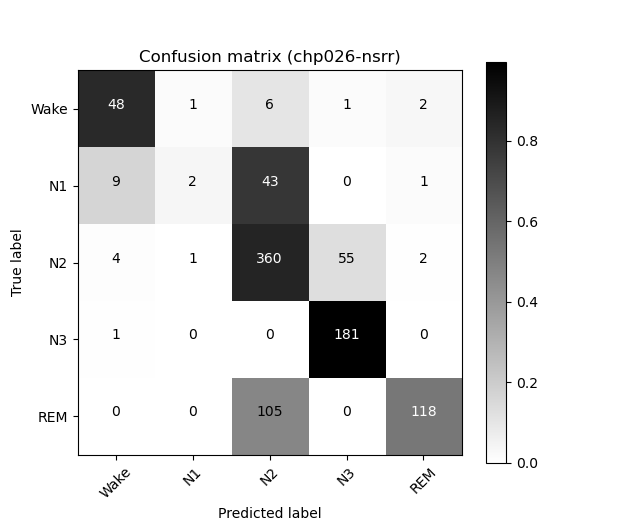 Confusion matrix (chp026-nsrr)
Wake 48 1 6 1 2
N1 9 2 43 0 1
N2 4 1 360 55 2
N3 1 0 0 181 0
REM 0 0 105 0 118
Wake N1 N2 N3 REM
Predicted label
True label
0.8
0.6
0.4
0.2
0.0